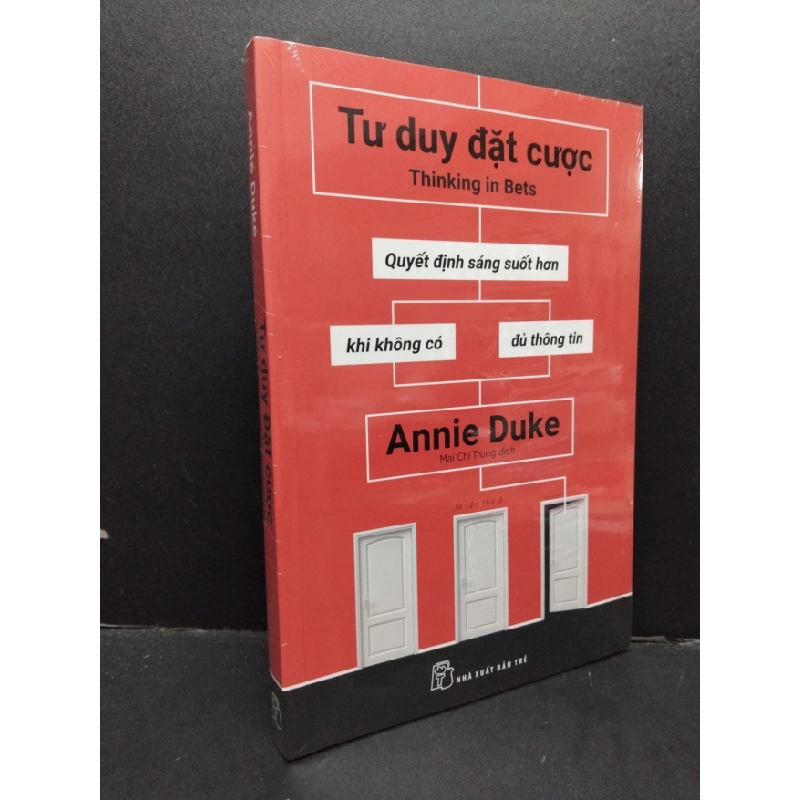 Tư duy đặt cược
Thinking in Bets
Quyết định sáng suốt hơn
khi không có
đủ thông tin
Annie Duke
Mai Chí Trung dịch
NHÀ XUẤT BẢN TRẺ
Annie Duke
Tư duy Đặt cược